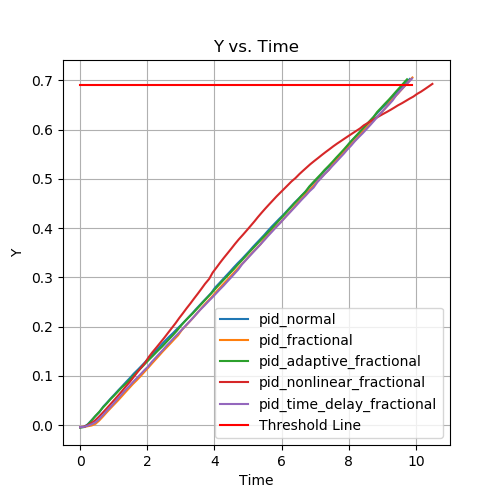 Y vs. Time
0.7
0.6
0.5
0.4
0.3
0.2
0.1
0.0
Y
pid_normal
pid_fractional
pid_adaptive_fractional
pid_nonlinear_fractional
pid_time_delay_fractional
Threshold Line
0 2 4 6 8 10
Time